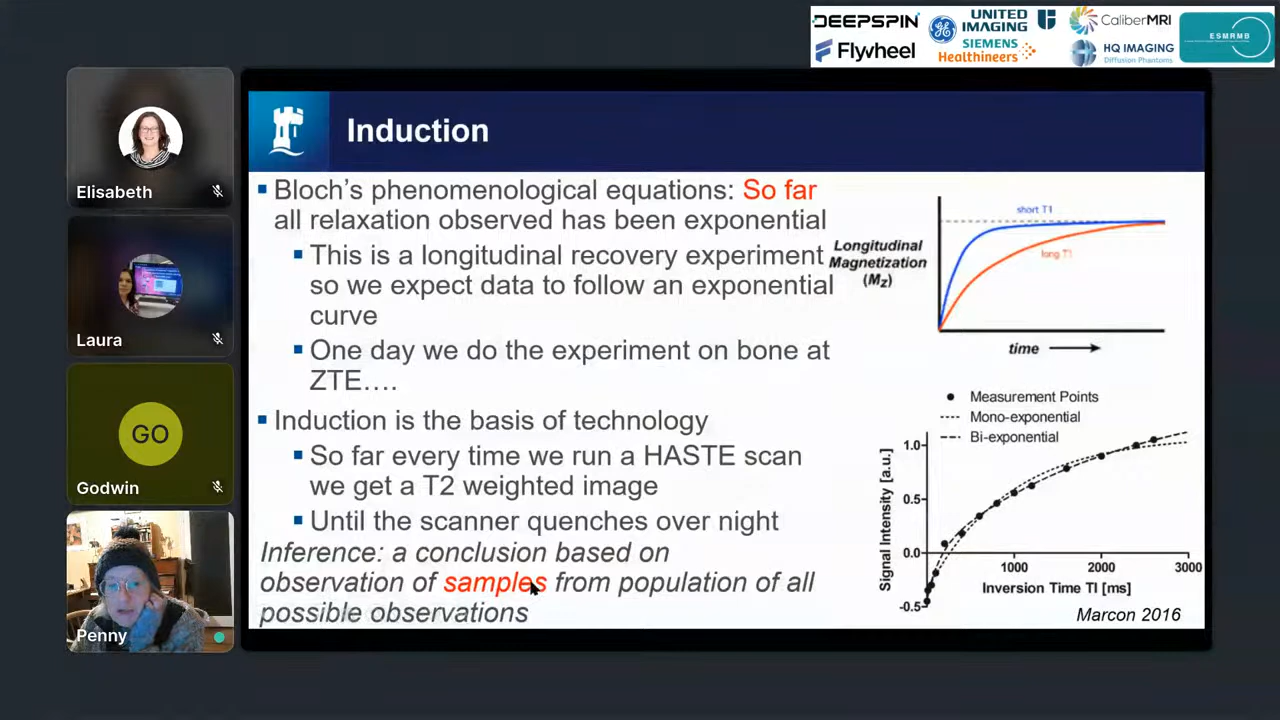 DEEPSPIN
UNITED
IMAGING
CaliberMRI
ESMRMB
Flywheel
SIEMENS
Healthineers
HQ IMAGING
Diffusion Phantoms
Induction
Elisabeth
Laura
Godwin
GO
Penny
Bloch's phenomenological equations: So far
all relaxation observed has been exponential
This is a longitudinal recovery experiment
so we expect data to follow an exponential
curve
One day we do the experiment on bone at
ZTE....
Induction is the basis of technology
So far every time we run a HASTE scan
we get a T2 weighted image
Until the scanner quenches over night
Inference: a conclusion based on
observation of samples from population of all
possible observations
Longitudinal
Magnetization
(Mz)
short T1
long T1
time
Measurement Points
Mono-exponential
Bi-exponential
Signal Intensity [a.u.]
1.0
0.5
0.0
-0.5
1000
2000
3000
Inversion Time TI [ms]
Marcon 2016